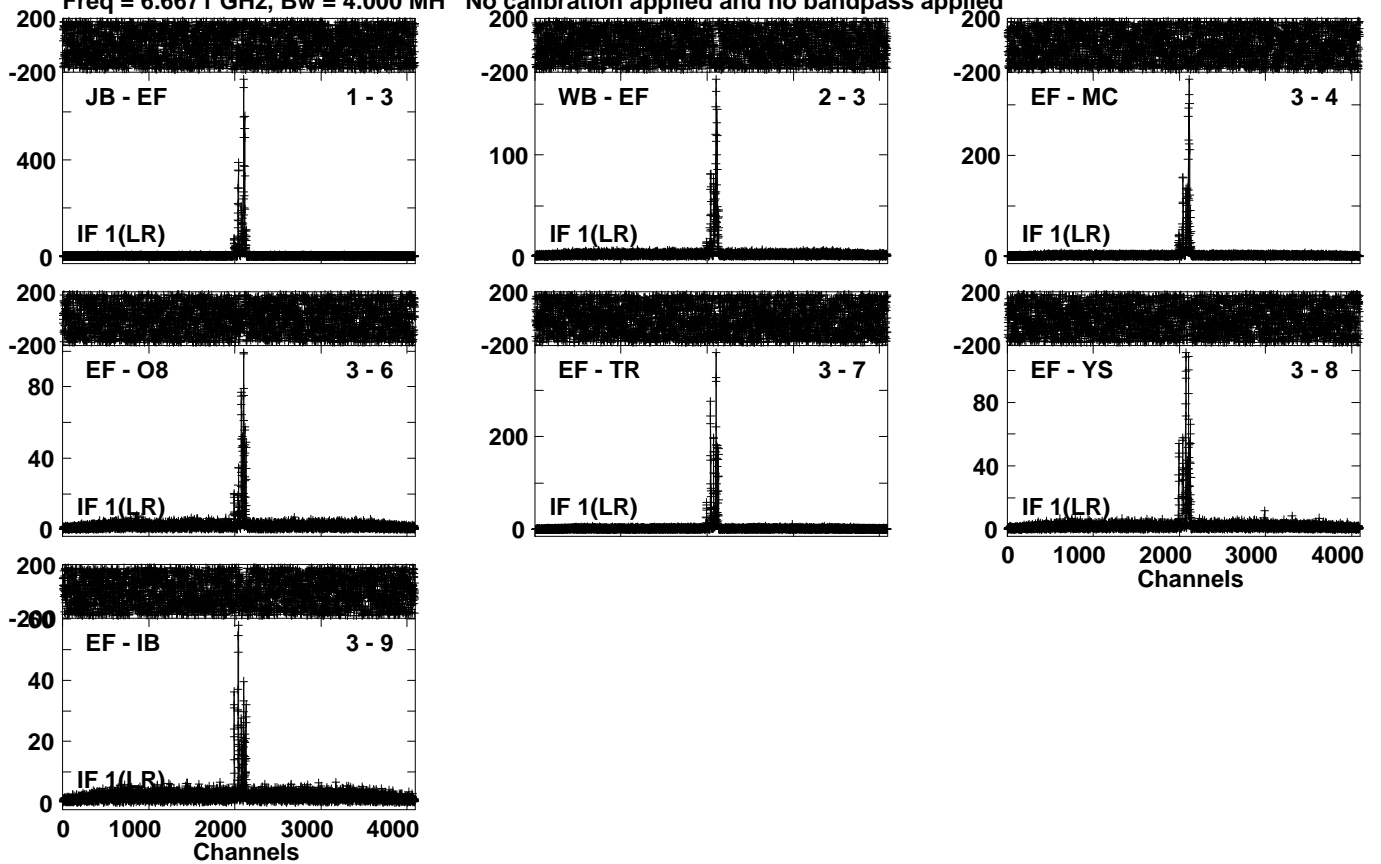 Freq = 6.6671 GHz, Bw = 4.000 MH No calibration applied and no bandpass applied
200 200 200
-200 -200 -200
JB - EF 1 - 3 WB - EF 2 - 3 EF - MC 3 - 4
400 100 200
IF 1(LR) IF 1(LR) IF 1(LR)
0 0 0
200 200 200
-200 -200 -200
EF - O8 3 - 6 EF - TR 3 - 7 EF - YS 3 - 8
80 80
40 200 40
IF 1(LR) IF 1(LR) IF 1(LR)
0 0 0
0 1000 2000 3000 4000
Channels
200
-200 60
EF - IB 3 - 9
40
20
IF 1(LR)
0
0 1000 2000 3000 4000
Channels